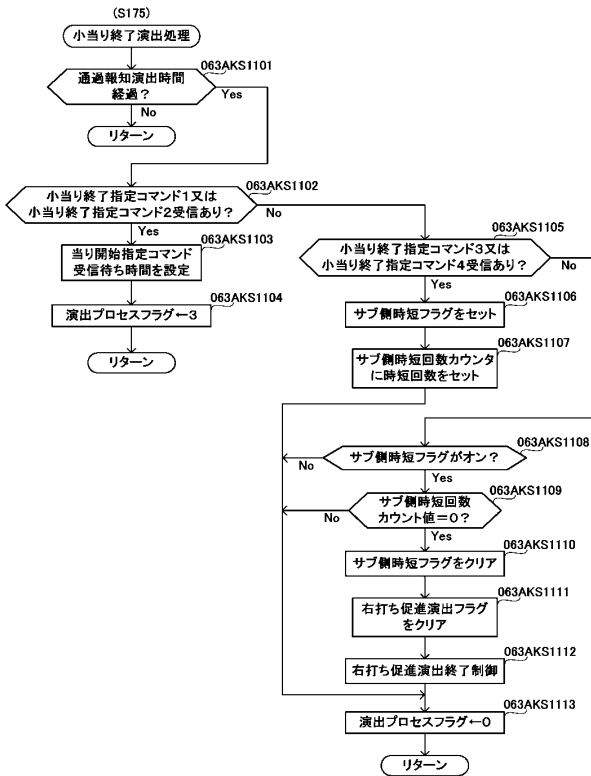 (S175)
小当り終了演出処理
063AKS1101
通過報知演出時間
経過？
Yes
No
リターン
063AKS1102
小当り終了指定コマンド1又は
小当り終了指定コマンド2受信あり？
No
Yes
063AKS1103
当り開始指定コマンド
受信待ち時間を設定
063AKS1104
演出プロセスフラグ←3
リターン
063AKS1105
小当り終了指定コマンド3又は
小当り終了指定コマンド4受信あり？
No
Yes
063AKS1106
サブ側時短フラグをセット
063AKS1107
サブ側時短回数カウンタ
に時短回数をセット
063AKS1108
サブ側時短フラグがオン？
No
Yes
063AKS1109
サブ側時短回数
カウント値＝0？
No
Yes
063AKS1110
サブ側時短フラグをクリア
063AKS1111
右打ち促進演出フラグ
をクリア
063AKS1112
右打ち促進演出終了制御
063AKS1113
演出プロセスフラグ←0
リターン